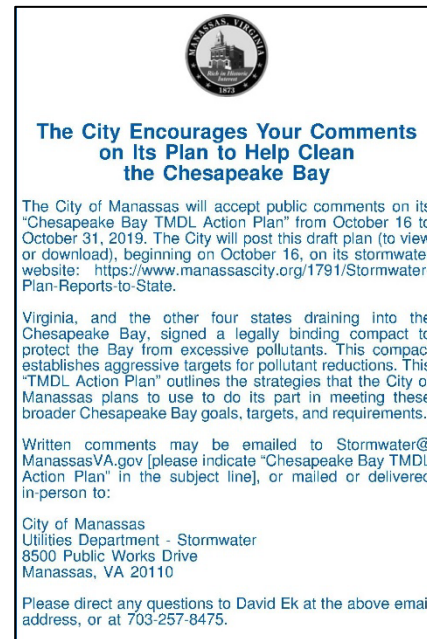 MANASSAS, VIRGINIA
Rich in Historic
Interest
1873
The City Encourages Your Comments
on Its Plan to Help Clean
the Chesapeake Bay
The City of Manassas will accept public comments on its
“Chesapeake Bay TMDL Action Plan” from October 16 to
October 31, 2019. The City will post this draft plan (to view
or download), beginning on October 16, on its stormwater
website: https://www.manassascity.org/1791/Stormwater-
Plan-Reports-to-State.
Virginia, and the other four states draining into the
Chesapeake Bay, signed a legally binding compact to
protect the Bay from excessive pollutants. This compact
establishes aggressive targets for pollutant reductions. This
“TMDL Action Plan” outlines the strategies that the City of
Manassas plans to use to do its part in meeting these
broader Chesapeake Bay goals, targets, and requirements.
Written comments may be emailed to Stormwater@
ManassasVA.gov [please indicate “Chesapeake Bay TMDL
Action Plan” in the subject line], or mailed or delivered
in-person to:
City of Manassas
Utilities Department - Stormwater
8500 Public Works Drive
Manassas, VA 20110
Please direct any questions to David Ek at the above email
address, or at 703-257-8475.